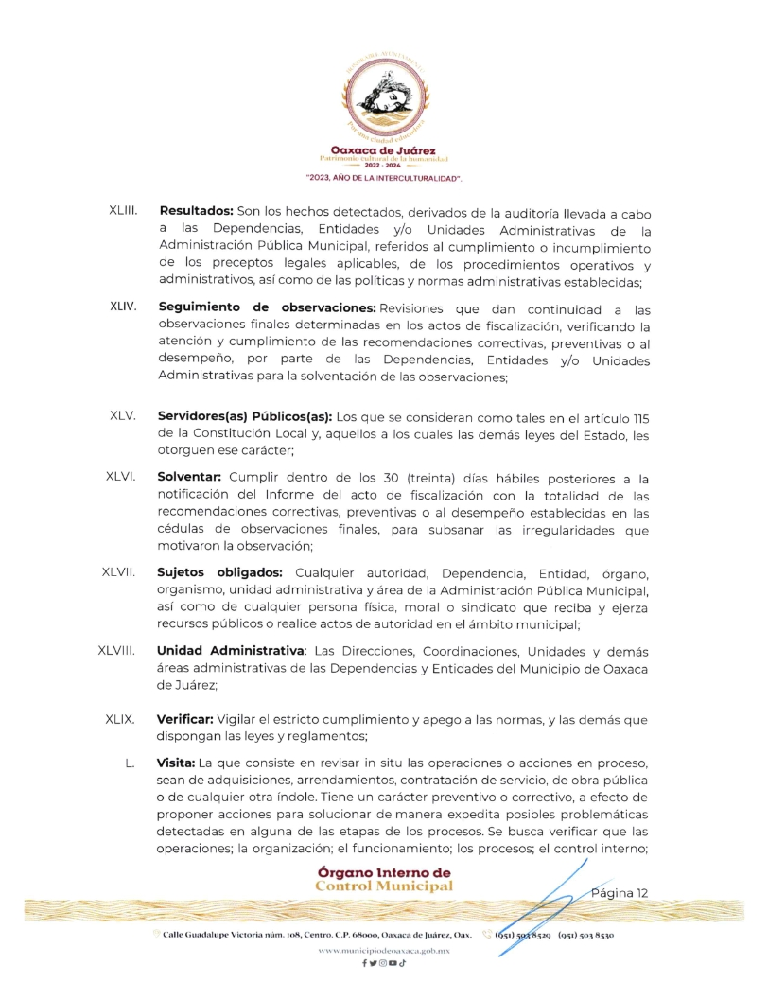 HONORABLE AYUNTAMIENTO
Por una ciudad educadora
Oaxaca de Juárez
Patrimonio cultural de la humanidad
2022 - 2024
"2023, AÑO DE LA INTERCULTURALIDAD".
XLIII. Resultados: Son los hechos detectados, derivados de la auditoría llevada a cabo
a las Dependencias, Entidades y/o Unidades Administrativas de la
Administración Pública Municipal, referidos al cumplimiento o incumplimiento
de los preceptos legales aplicables, de los procedimientos operativos y
administrativos, así como de las políticas y normas administrativas establecidas;
XLIV. Seguimiento de observaciones: Revisiones que dan continuidad a las
observaciones finales determinadas en los actos de fiscalización, verificando la
atención y cumplimiento de las recomendaciones correctivas, preventivas o al
desempeño, por parte de las Dependencias, Entidades y/o Unidades
Administrativas para la solventación de las observaciones;
XLV. Servidores(as) Públicos(as): Los que se consideran como tales en el artículo 115
de la Constitución Local y, aquellos a los cuales las demás leyes del Estado, les
otorguen ese carácter;
XLVI. Solventar: Cumplir dentro de los 30 (treinta) días hábiles posteriores a la
notificación del Informe del acto de fiscalización con la totalidad de las
recomendaciones correctivas, preventivas o al desempeño establecidas en las
cédulas de observaciones finales, para subsanar las irregularidades que
motivaron la observación;
XLVII. Sujetos obligados: Cualquier autoridad, Dependencia, Entidad, órgano,
organismo, unidad administrativa y área de la Administración Pública Municipal,
así como de cualquier persona física, moral o sindicato que reciba y ejerza
recursos públicos o realice actos de autoridad en el ámbito municipal;
XLVIII. Unidad Administrativa: Las Direcciones, Coordinaciones, Unidades y demás
áreas administrativas de las Dependencias y Entidades del Municipio de Oaxaca
de Juárez;
XLIX. Verificar: Vigilar el estricto cumplimiento y apego a las normas, y las demás que
dispongan las leyes y reglamentos;
L. Visita: La que consiste en revisar in situ las operaciones o acciones en proceso,
sean de adquisiciones, arrendamientos, contratación de servicio, de obra pública
o de cualquier otra índole. Tiene un carácter preventivo o correctivo, a efecto de
proponer acciones para solucionar de manera expedita posibles problemáticas
detectadas en alguna de las etapas de los procesos. Se busca verificar que las
operaciones; la organización; el funcionamiento; los procesos; el control interno;
Órgano Interno de
Control Municipal
Página 12
Calle Guadalupe Victoria núm. 108, Centro. C.P. 68000, Oaxaca de Juárez, Oax. (951) 503 8529 (951) 503 8530
www.municipiodeoaxaca.gob.mx